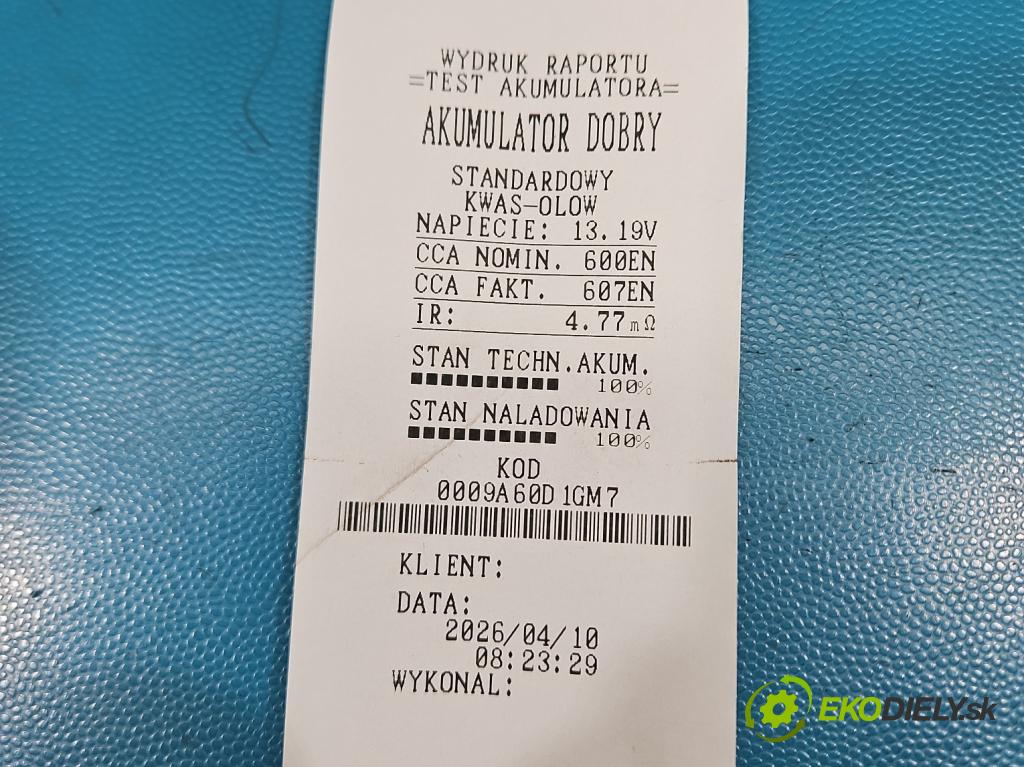 WYDRUK RAPORTU
=TEST AKUMULATORA=
AKUMULATOR DOBRY
STANDARDOWY
KWAS-OLOW
NAPIECIE: 13.19V
CCA NOMIN. 600EN
CCA FAKT. 607EN
IR: 4.77mΩ
STAN TECHN.AKUM.
100%
STAN NALADOWANIA
100%
KOD
0009A60D1GM7
KLIENT:
DATA:
2026/04/10
08:23:29
WYKONAL:
EKODIELY.sk